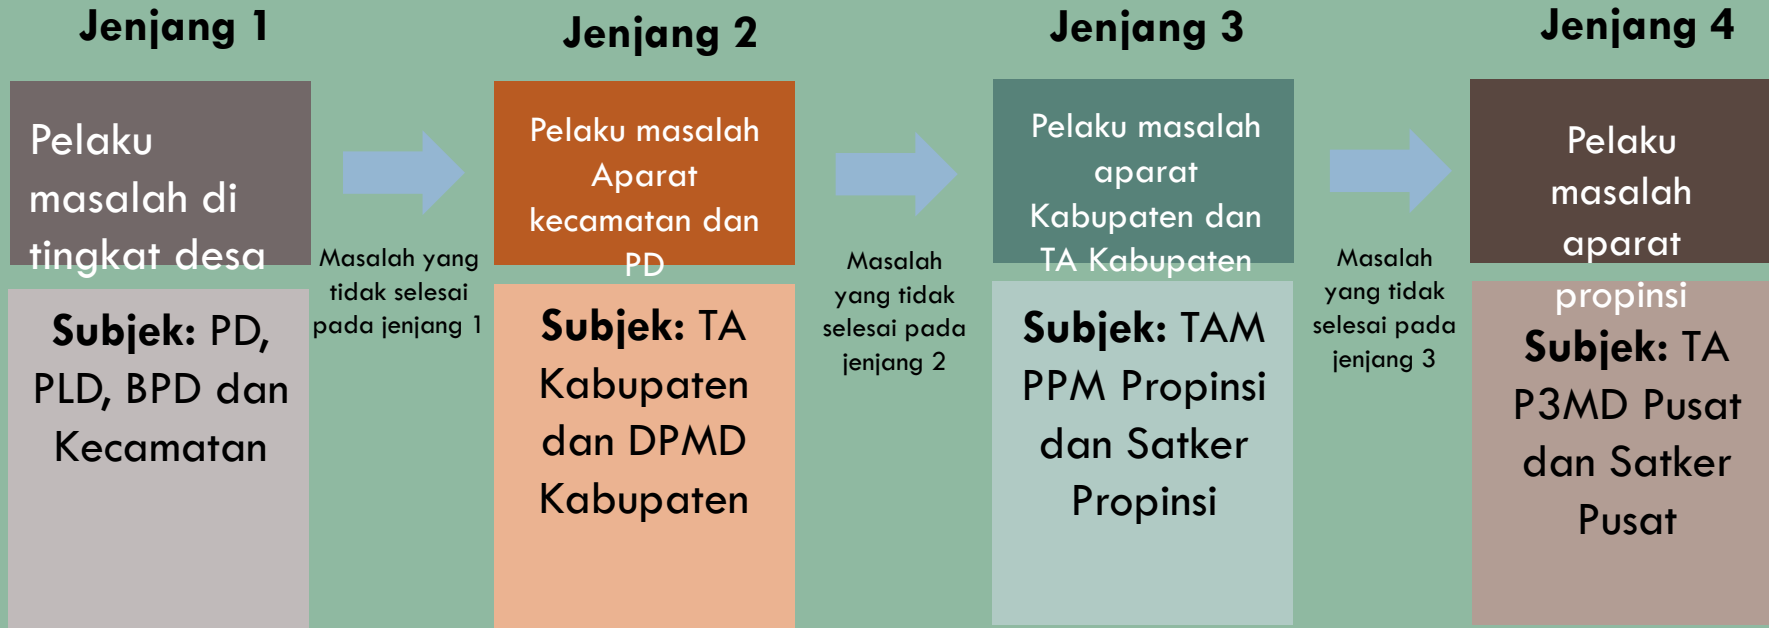 Jenjang 1
Pelaku
masalah di
tingkat desa
Subjek: PD,
PLD, BPD dan
Kecamatan
Masalah yang
tidak selesai
pada jenjang 1
Jenjang 2
Pelaku masalah
Aparat
kecamatan dan
PD
Subjek: TA
Kabupaten
dan DPMD
Kabupaten
Masalah
yang tidak
selesai pada
jenjang 2
Jenjang 3
Pelaku masalah
aparat
Kabupaten dan
TA Kabupaten
Subjek: TAM
PPM Propinsi
dan Satker
Propinsi
Masalah
yang tidak
selesai pada
jenjang 3
Jenjang 4
Pelaku
masalah
aparat
propinsi
Subjek: TA
P3MD Pusat
dan Satker
Pusat